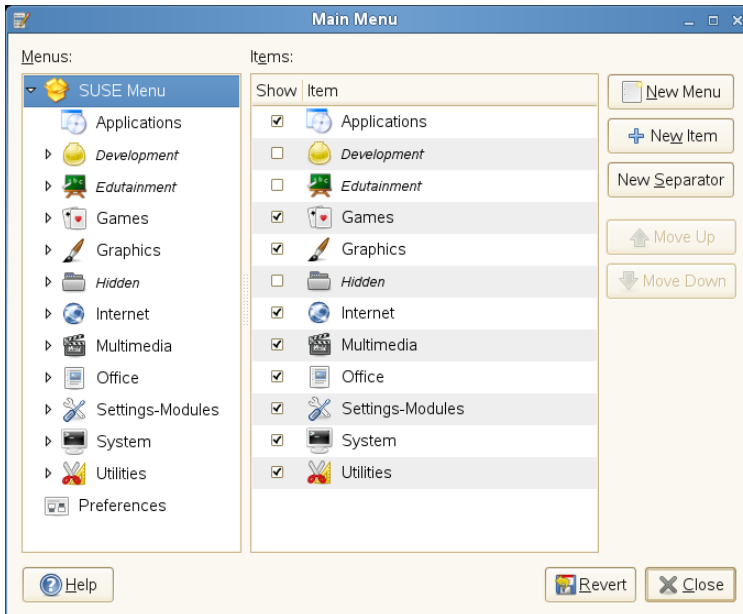 Main Menu
Menus:
Items:
SUSE Menu
Applications
Development
Edutainment
Games
Graphics
Hidden
Internet
Multimedia
Office
Settings-Modules
System
Utilities
Preferences
Show Item
Applications
Development
Edutainment
Games
Graphics
Hidden
Internet
Multimedia
Office
Settings-Modules
System
Utilities
New Menu
New Item
New Separator
Move Up
Move Down
Help
Revert
Close